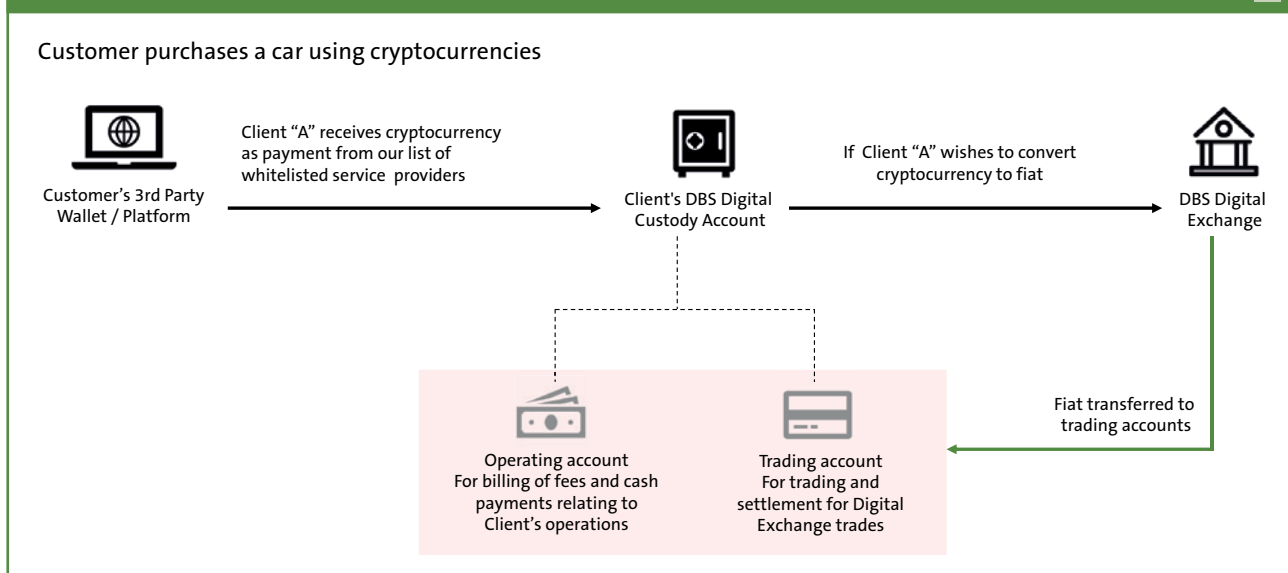 Customer purchases a car using cryptocurrencies
Client “A” receives cryptocurrency
as payment from our list of
whitelisted service providers
If Client “A” wishes to convert
cryptocurrency to fiat
Customer’s 3rd Party
Wallet / Platform
Client's DBS Digital
Custody Account
DBS Digital
Exchange
Fiat transferred to
trading accounts
Operating account
For billing of fees and cash
payments relating to
Client’s operations
Trading account
For trading and
settlement for Digital
Exchange trades